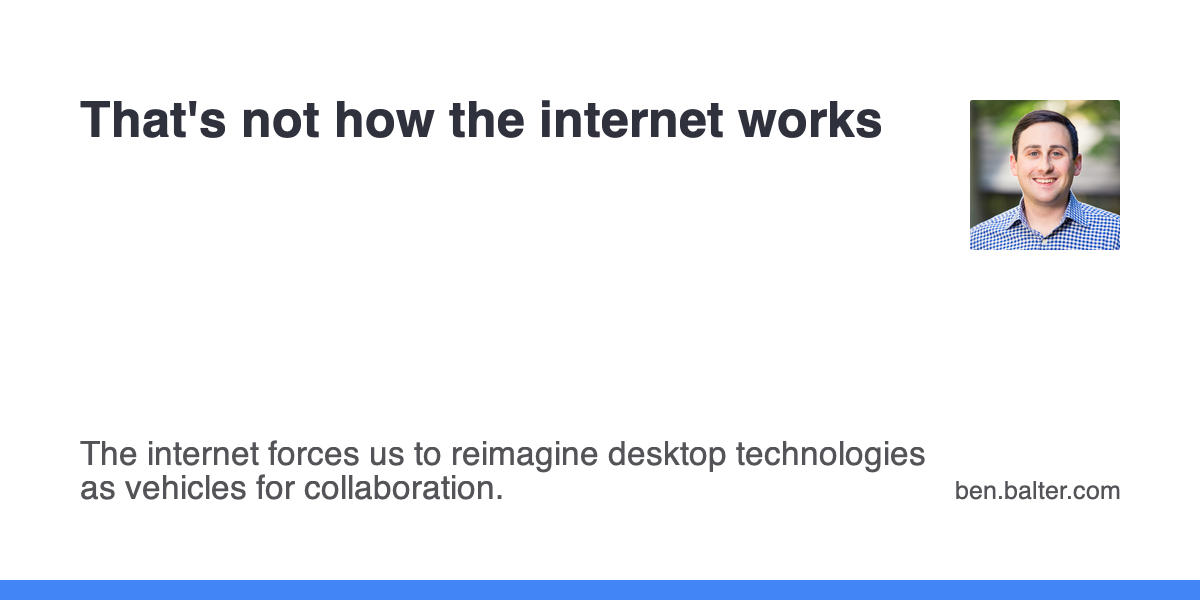 That's not how the internet works
The internet forces us to reimagine desktop technologies
as vehicles for collaboration.
ben.balter.com